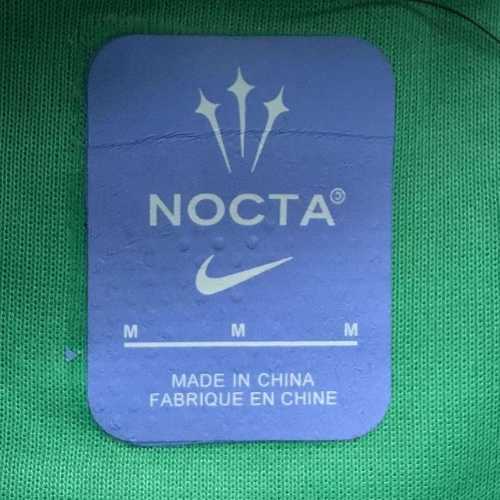 NOCTA©
M M M
MADE IN CHINA
FABRIQUE EN CHINE